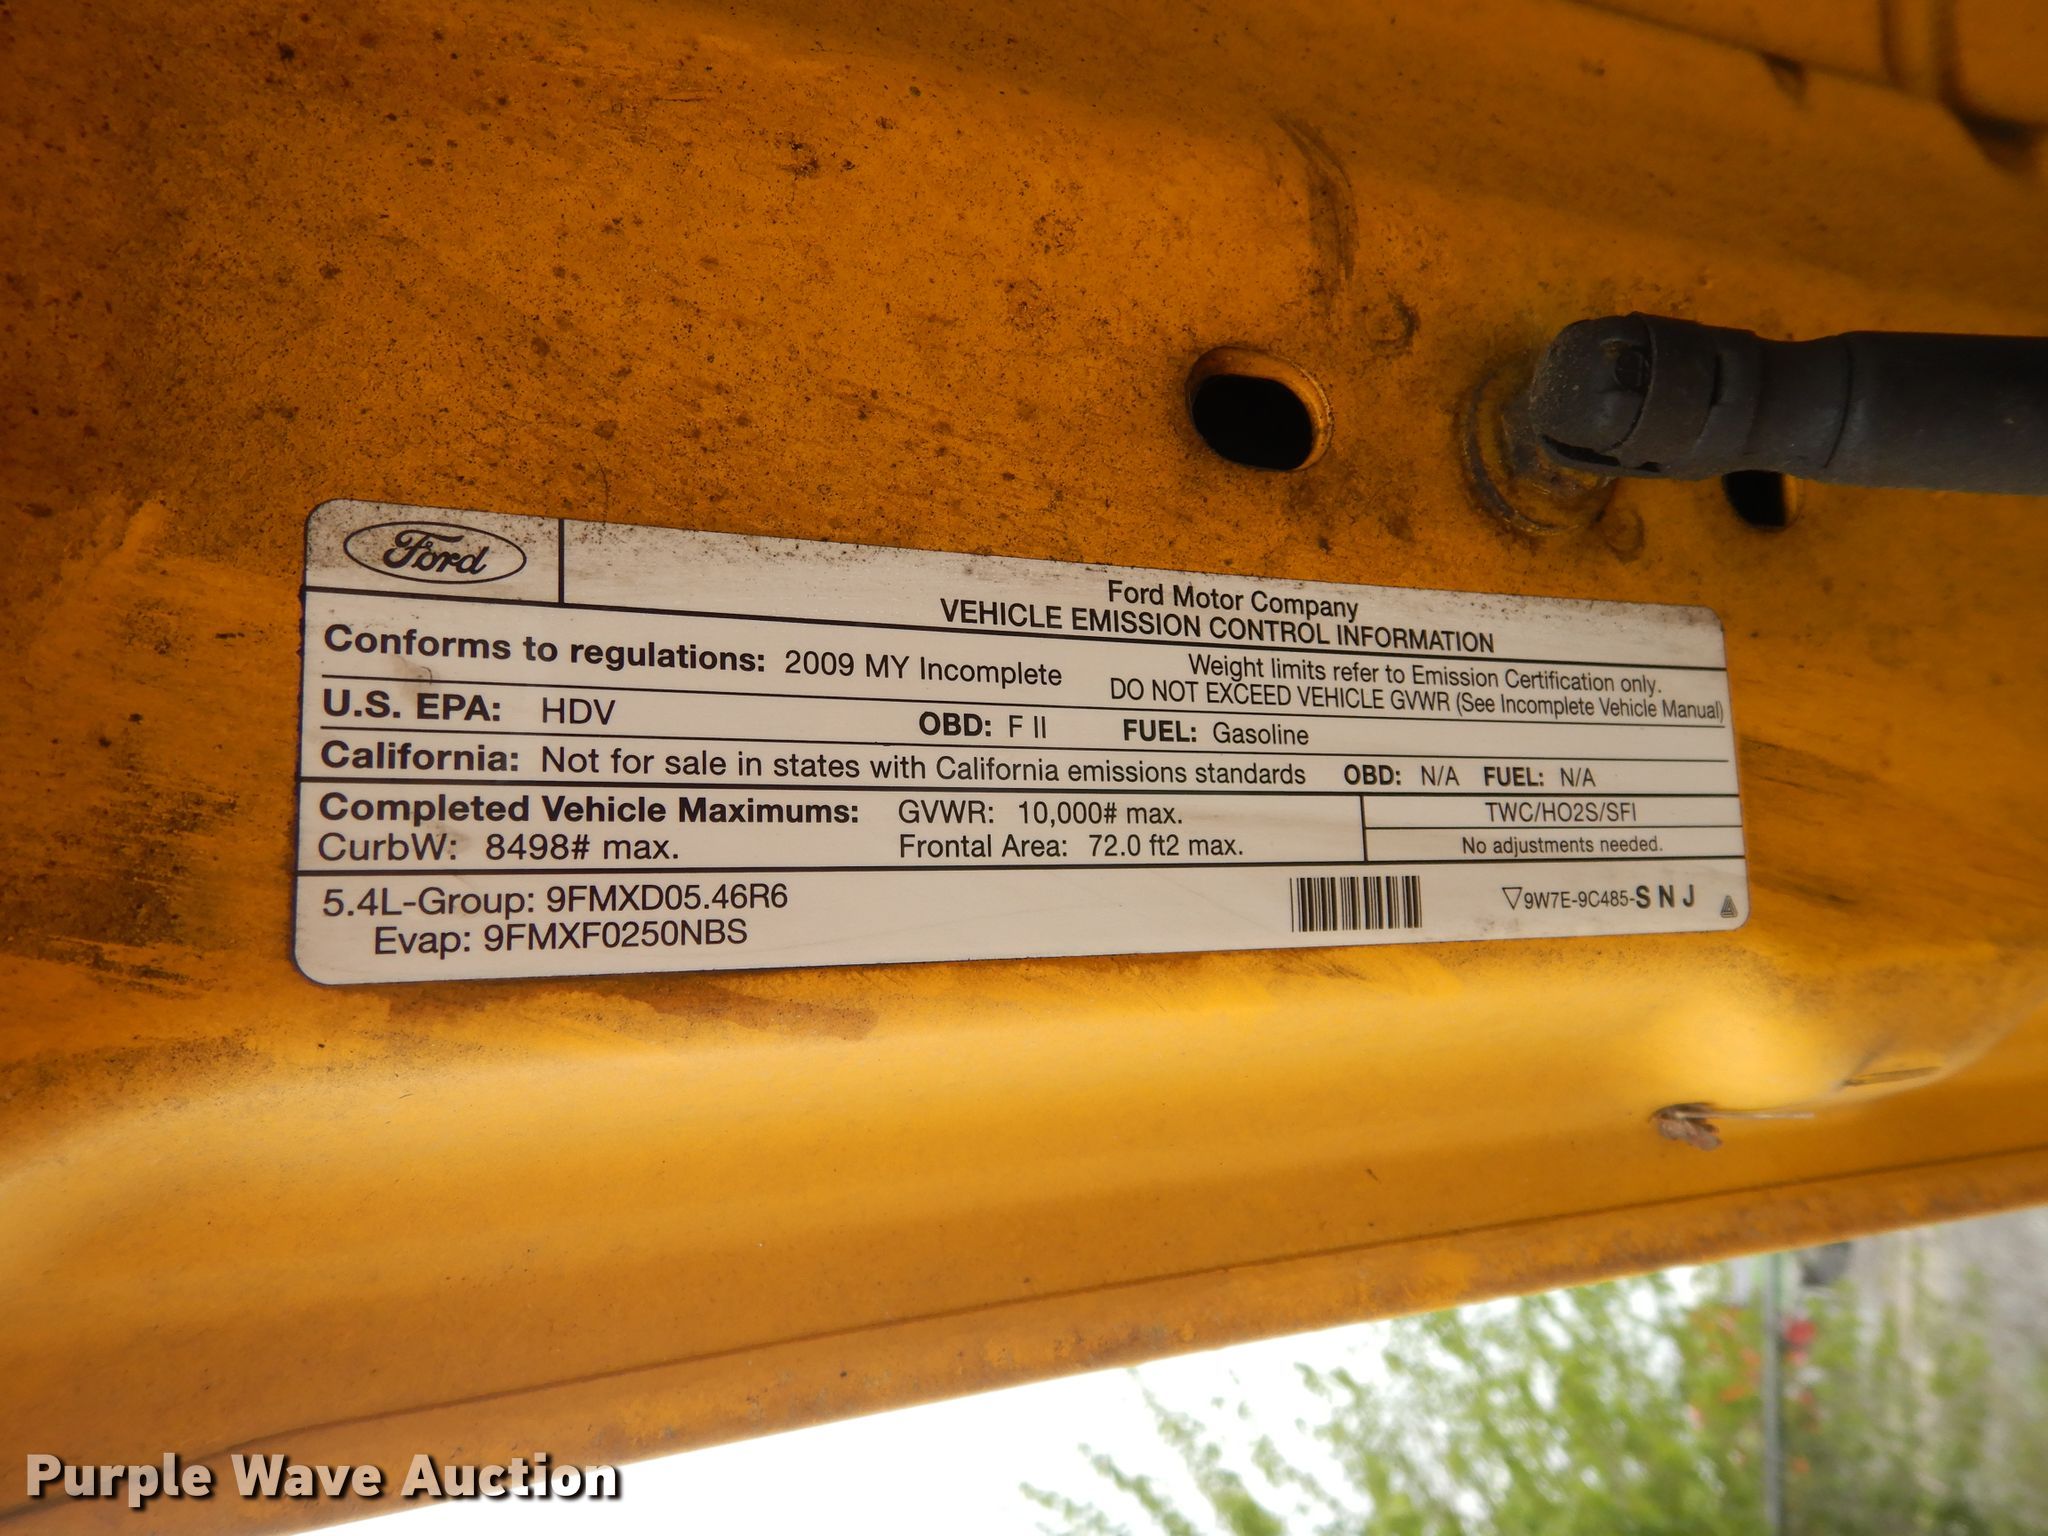 Ford
Ford Motor Company
VEHICLE EMISSION CONTROL INFORMATION
Conforms to regulations: 2009 MY Incomplete
Weight limits refer to Emission Certification only.
DO NOT EXCEED VEHICLE GVWR (See Incomplete Vehicle Manual)
U.S. EPA: HDV OBD: F II FUEL: Gasoline
California: Not for sale in states with California emissions standards OBD: N/A FUEL: N/A
Completed Vehicle Maximums: GVWR: 10,000# max.
CurbW: 8498# max. Frontal Area: 72.0 ft2 max.
TWC/HO2S/SFI
No adjustments needed.
5.4L-Group: 9FMXD05.46R6
Evap: 9FMXF0250NBS
9W7E-9C485-S N J
Purple Wave Auction